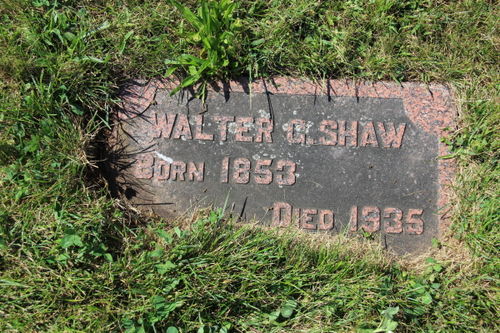 WALTER G. SHAW
BORN 1853
DIED 1935